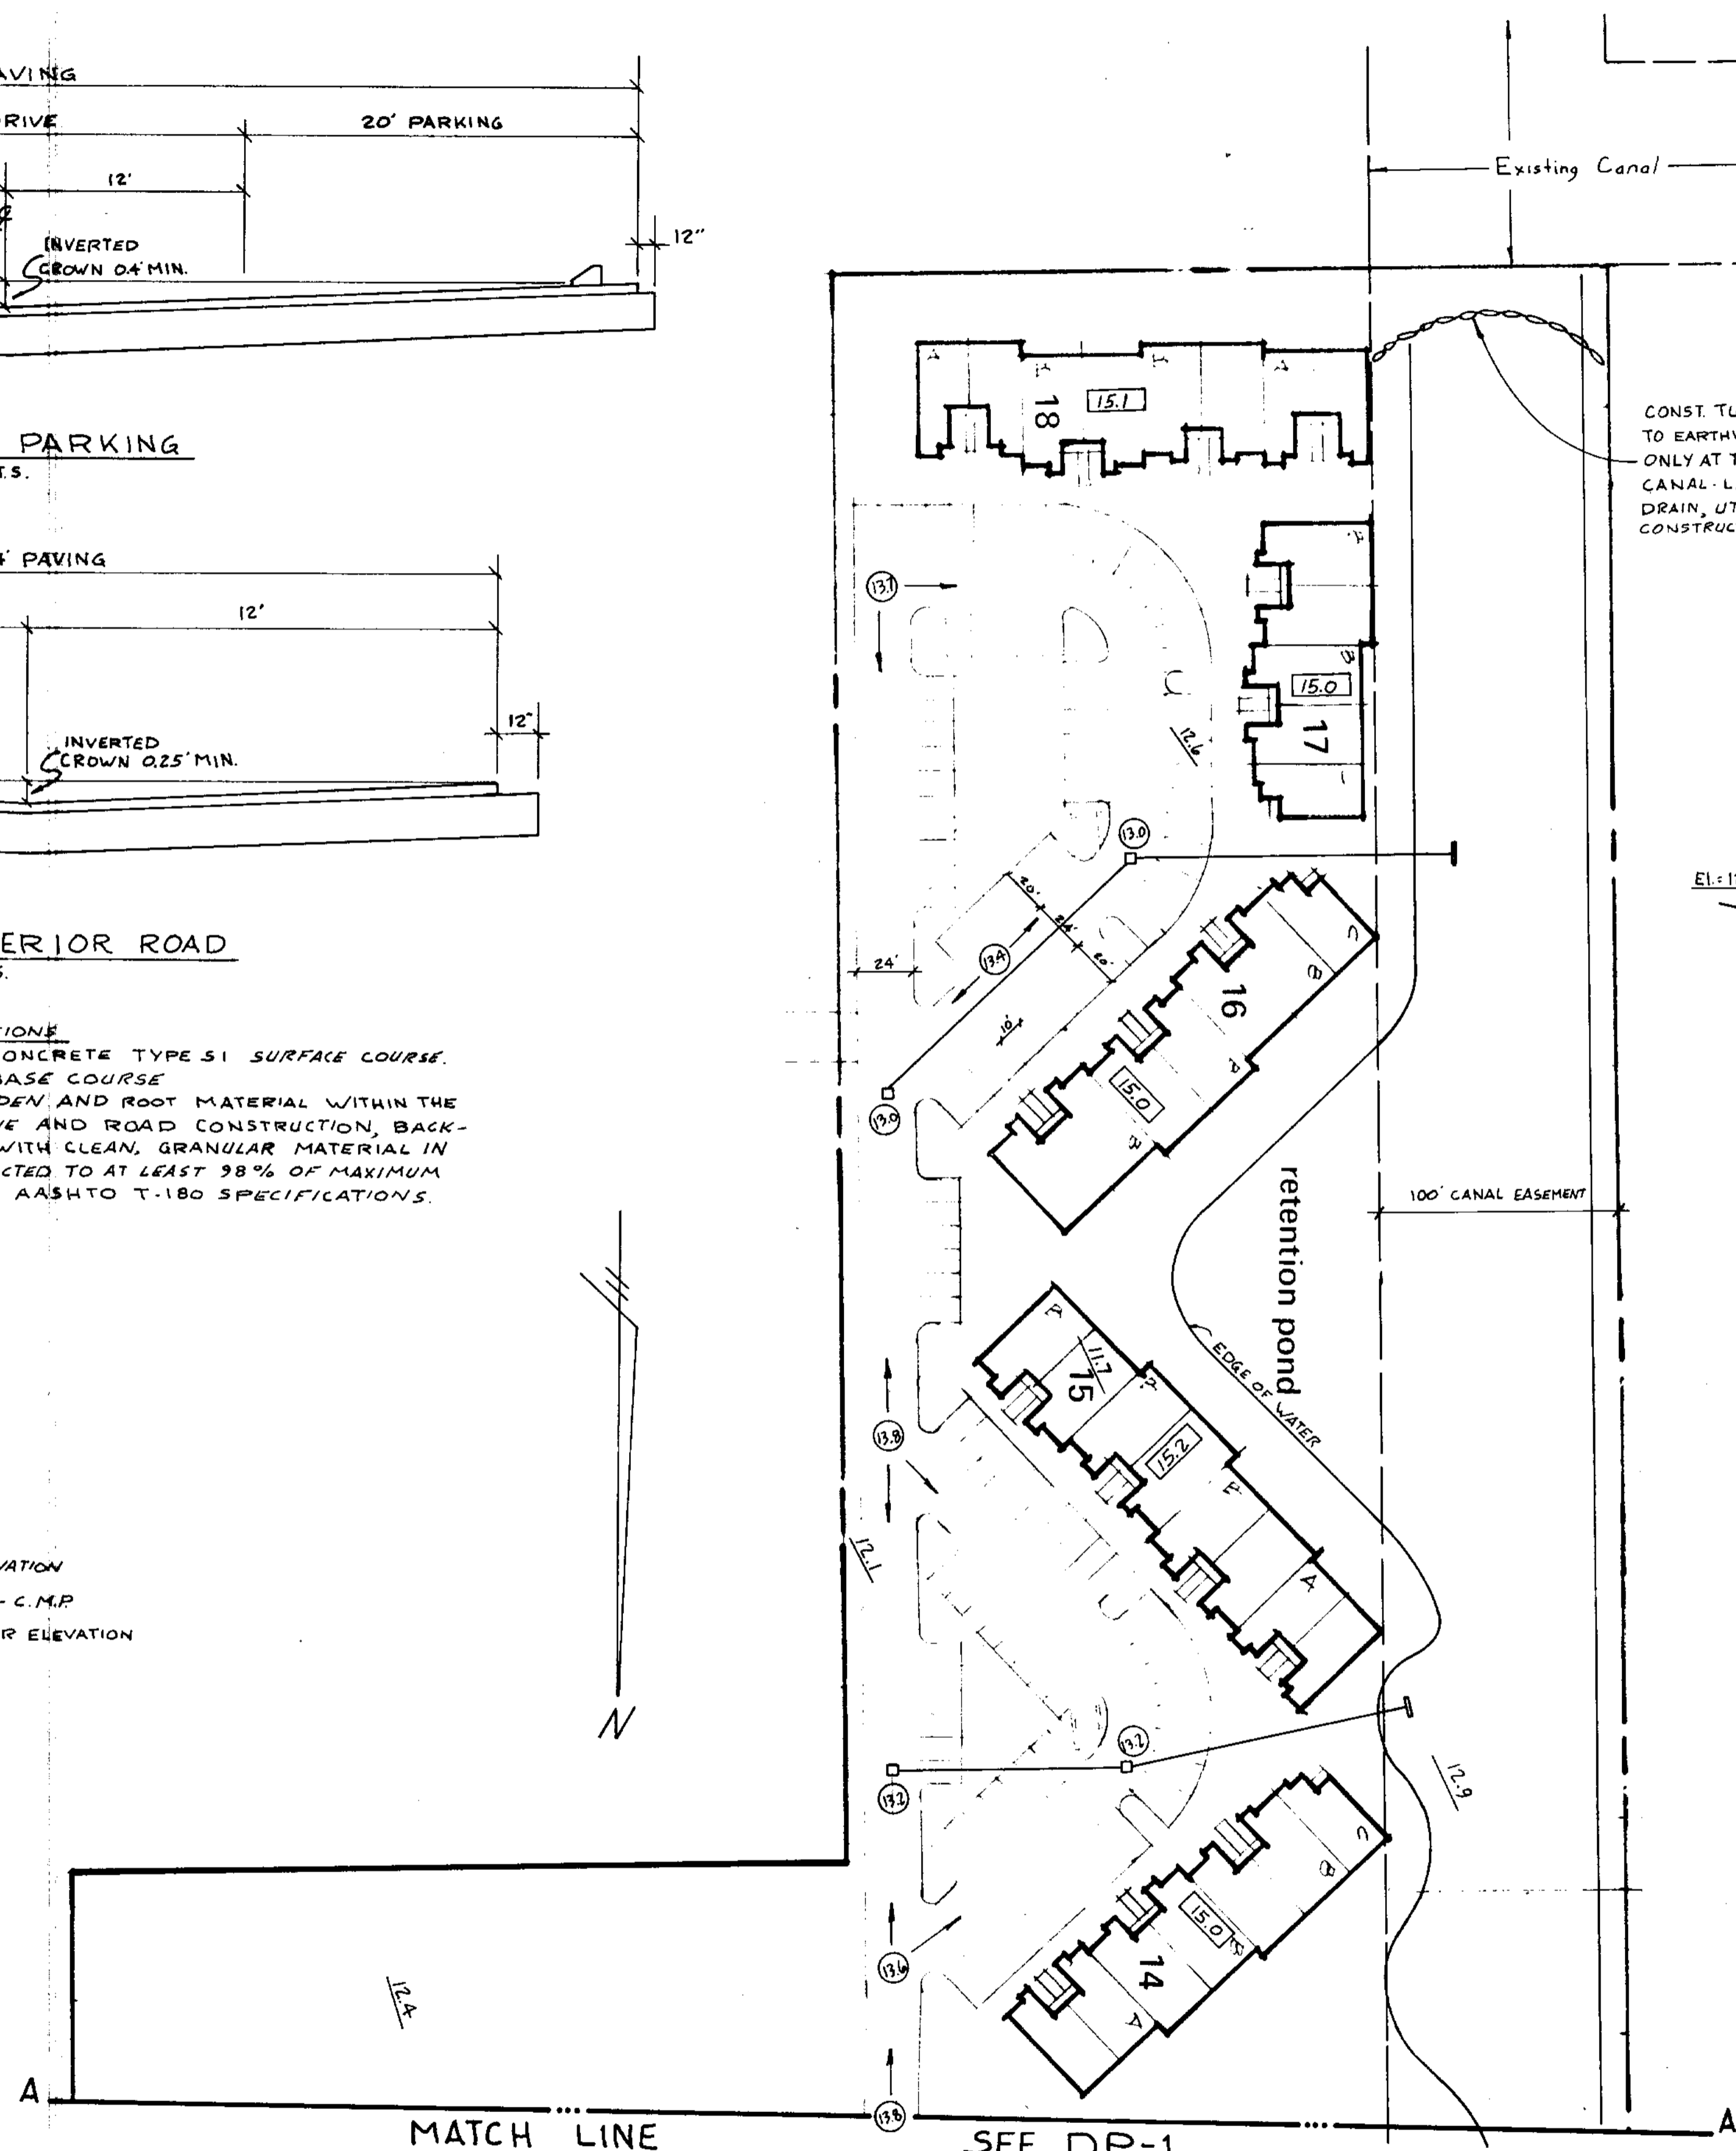 AVING
DRIVE
20' PARKING
12'
INVERTED
CROWN 0.4' MIN.
12"
PARKING
T.S.
4' PAVING
12'
12"
INVERTED
CROWN 0.25' MIN.
ERIOR ROAD
S.
TIONS
ONCRETE TYPE S1 SURFACE COURSE.
BASE COURSE
DEN AND ROOT MATERIAL WITHIN THE
VE AND ROAD CONSTRUCTION, BACK-
WITH CLEAN, GRANULAR MATERIAL IN
CTED TO AT LEAST 98% OF MAXIMUM
AASHTO T-180 SPECIFICATIONS.
VATION
- C.M.P.
R ELEVATION
N
12.4
A
MATCH LINE
SEE DP-1
A
Existing Canal
CONST. TU
TO EARTHW
ONLY AT T
CANAL - L
DRAIN, UT
CONSTRUC
El.=1
A
B
B
A
18
15.1
13.7
A
B
15.0
17
12.6
13.0
20'
24'
20'
13.4
24'
10'
C
B
16
A
15.0
B
13.0
retention pond
100' CANAL EASEMENT
EDGE OF WATER
A
11.7
15
B
15.2
B
A
13.8
12.1
13.2
13.2
12.9
C
B
15.0
B
14
A
13.6
13.8